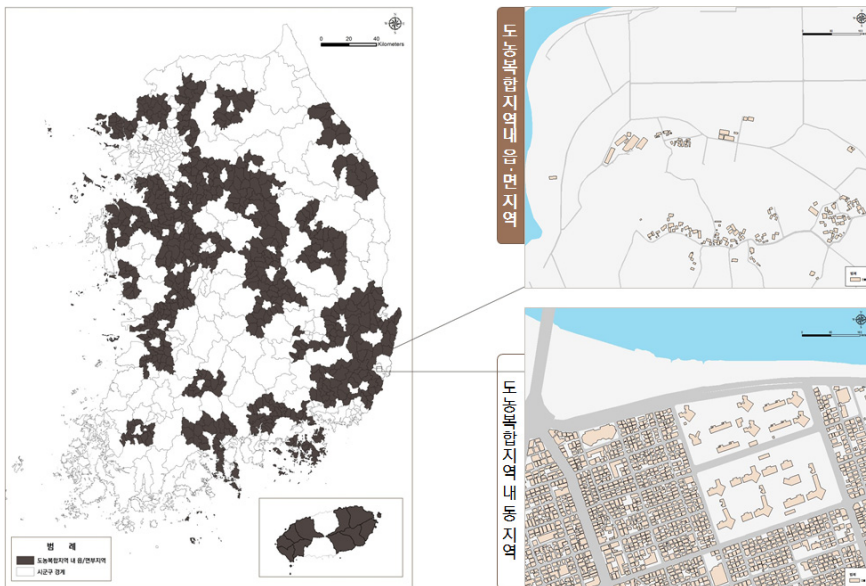 0 20 40
Kilometers
범 례
도농복합지역 내 읍/면부지역
시군구 경계
도농복합지역내 읍·면 지역
도농복합지역 내 동 지역